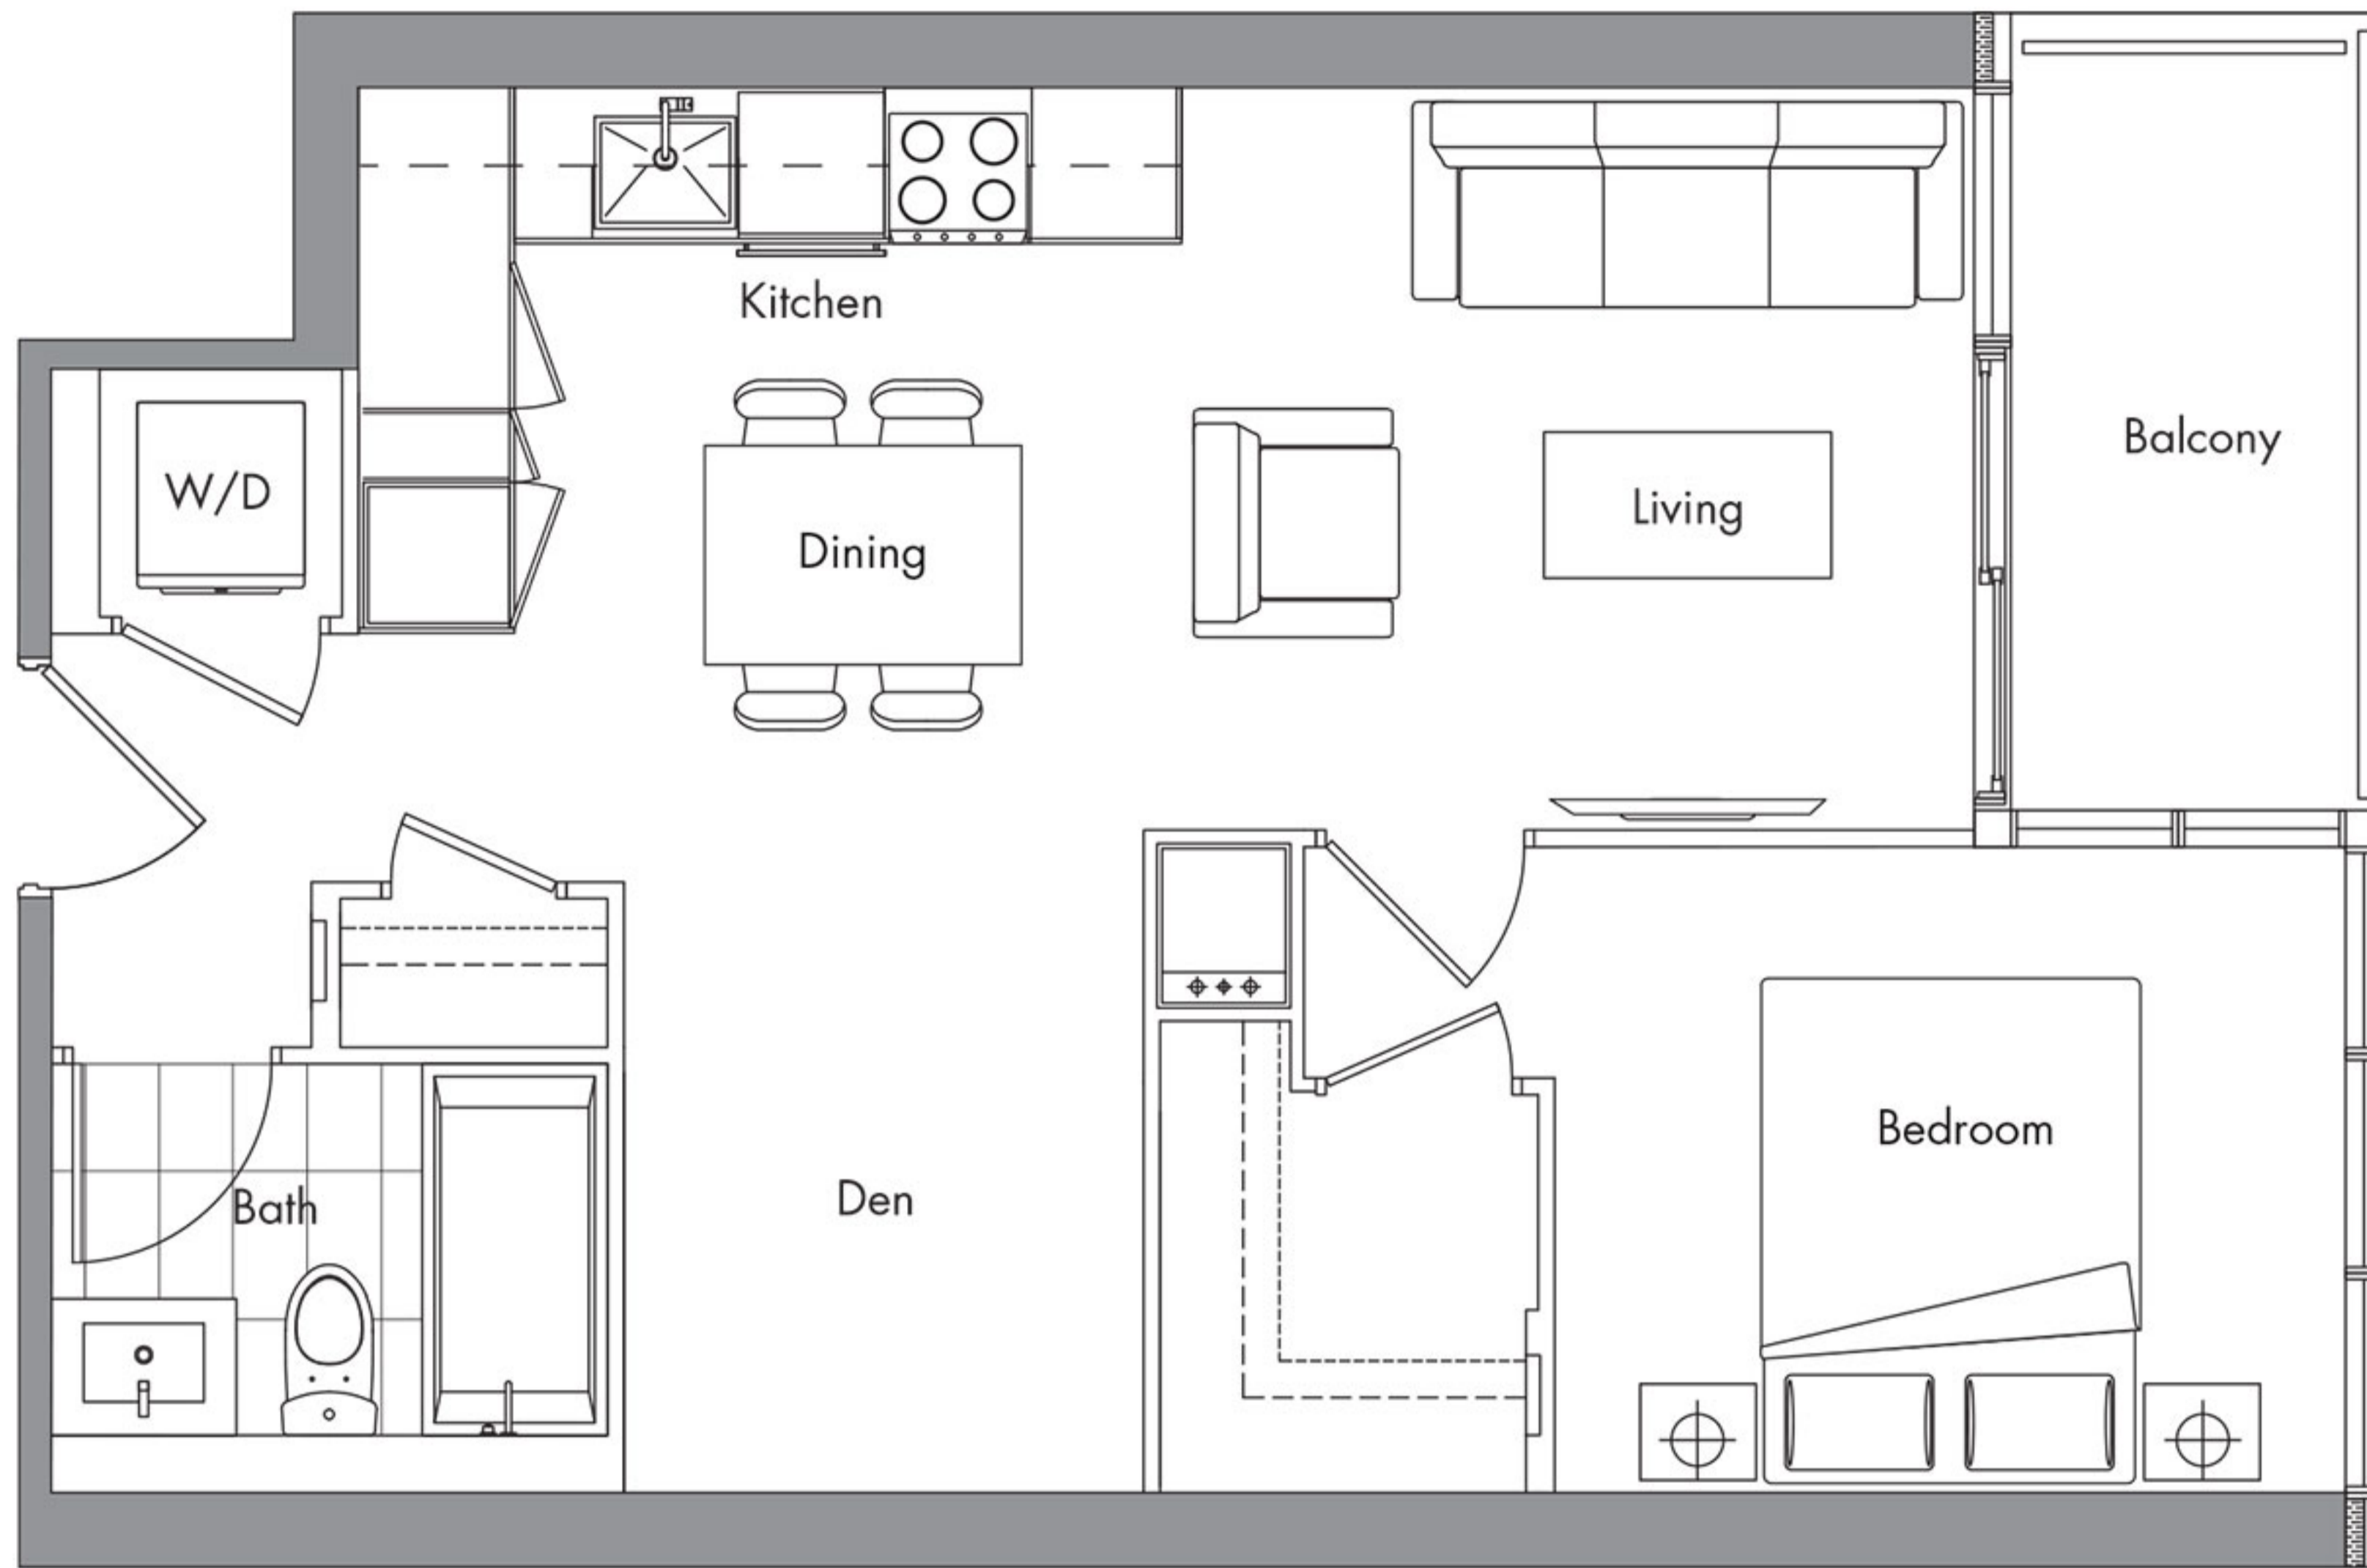 Kitchen
Balcony
W/D
Living
Dining
Bedroom
Den
Bath